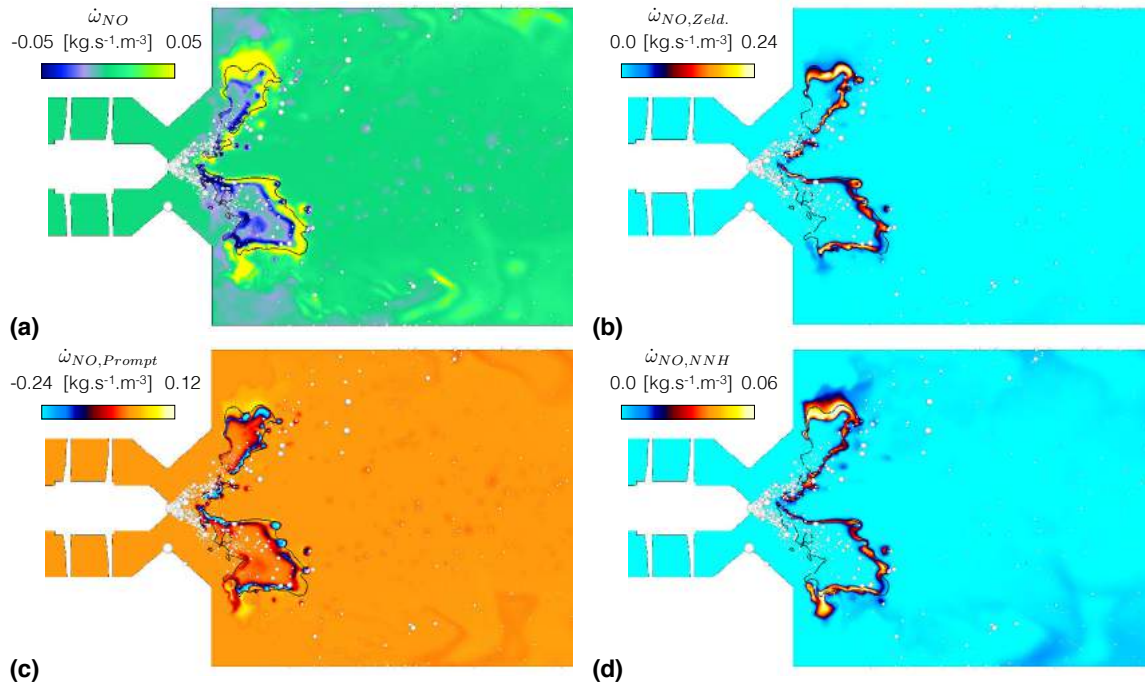 ω̇_NO
-0.05 [kg.s⁻¹.m⁻³] 0.05
(a)
ω̇_NO,Zeld.
0.0 [kg.s⁻¹.m⁻³] 0.24
(b)
ω̇_NO,Prompt
-0.24 [kg.s⁻¹.m⁻³] 0.12
(c)
ω̇_NO,NNH
0.0 [kg.s⁻¹.m⁻³] 0.06
(d)